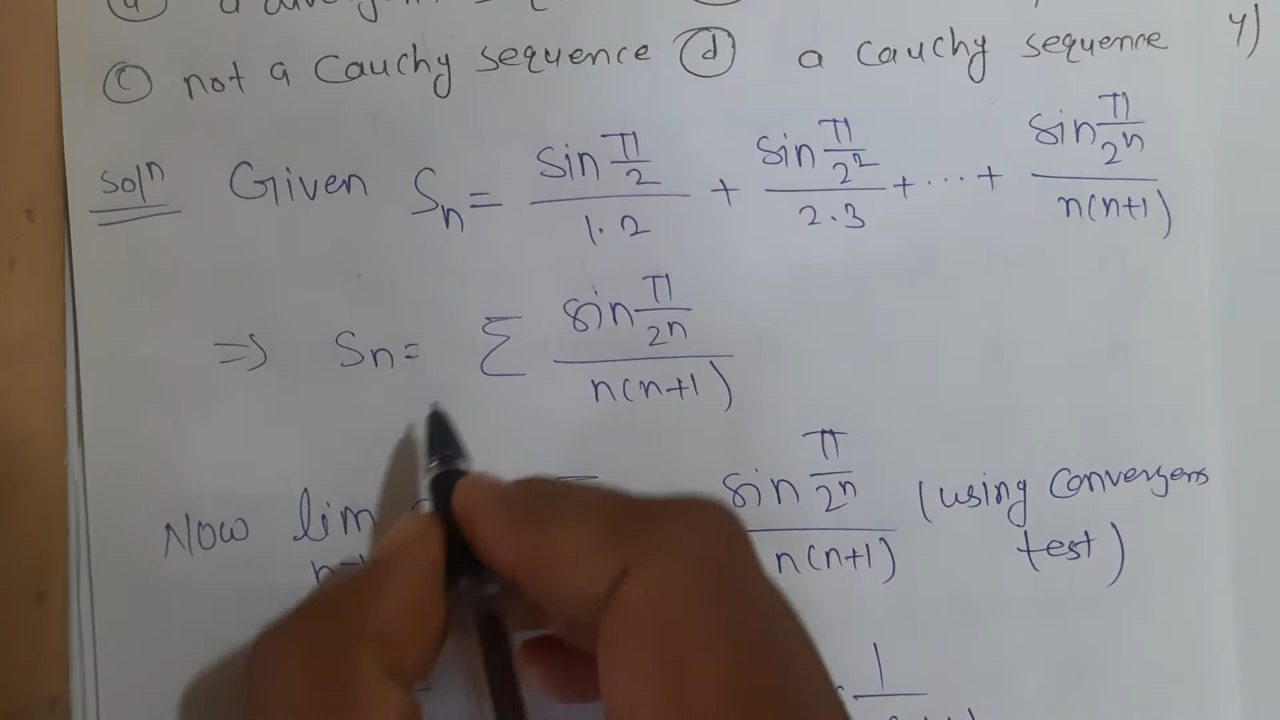 (a) a
(c) not a Cauchy sequence (d) a cauchy sequence 4)
Solⁿ Given Sₙ = sin π/2 / 1.2 + sin π/2² / 2.3 + ... + sin π/2ⁿ / n(n+1)
=> Sn = Σ sin π/2ⁿ / n(n+1)
Now lim sin π/2ⁿ / n(n+1) (using Convergens
test)
1